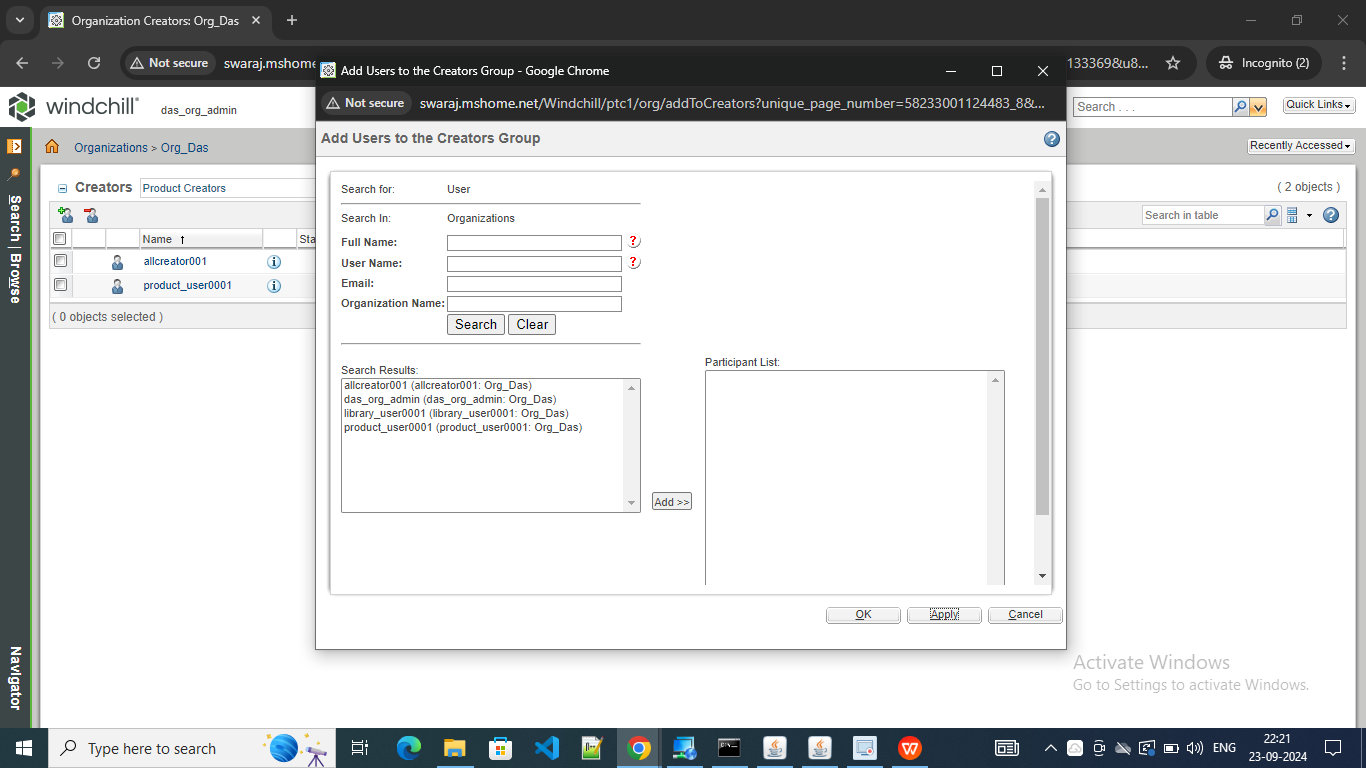 Organization Creators: Org_Das
Not secure
swaraj.mshome
133369&u8...
Incognito (2)
windchill
das_org_admin
Search . . .
Quick Links
Organizations > Org_Das
Recently Accessed
Creators
Product Creators
( 2 objects )
Search in table
Name
Sta
allcreator001
product_user0001
( 0 objects selected )
Search | Browse
Navigator
Add Users to the Creators Group - Google Chrome
Not secure
swaraj.mshome.net/Windchill/ptc1/org/addToCreators?unique_page_number=58233001124483_8&...
Add Users to the Creators Group
Search for: User
Search In: Organizations
Full Name:
User Name:
Email:
Organization Name:
Search Clear
Search Results:
allcreator001 (allcreator001: Org_Das)
das_org_admin (das_org_admin: Org_Das)
library_user0001 (library_user0001: Org_Das)
product_user0001 (product_user0001: Org_Das)
Add >>
Participant List:
OK Apply Cancel
Activate Windows
Go to Settings to activate Windows.
Type here to search
ENG
22:21
23-09-2024